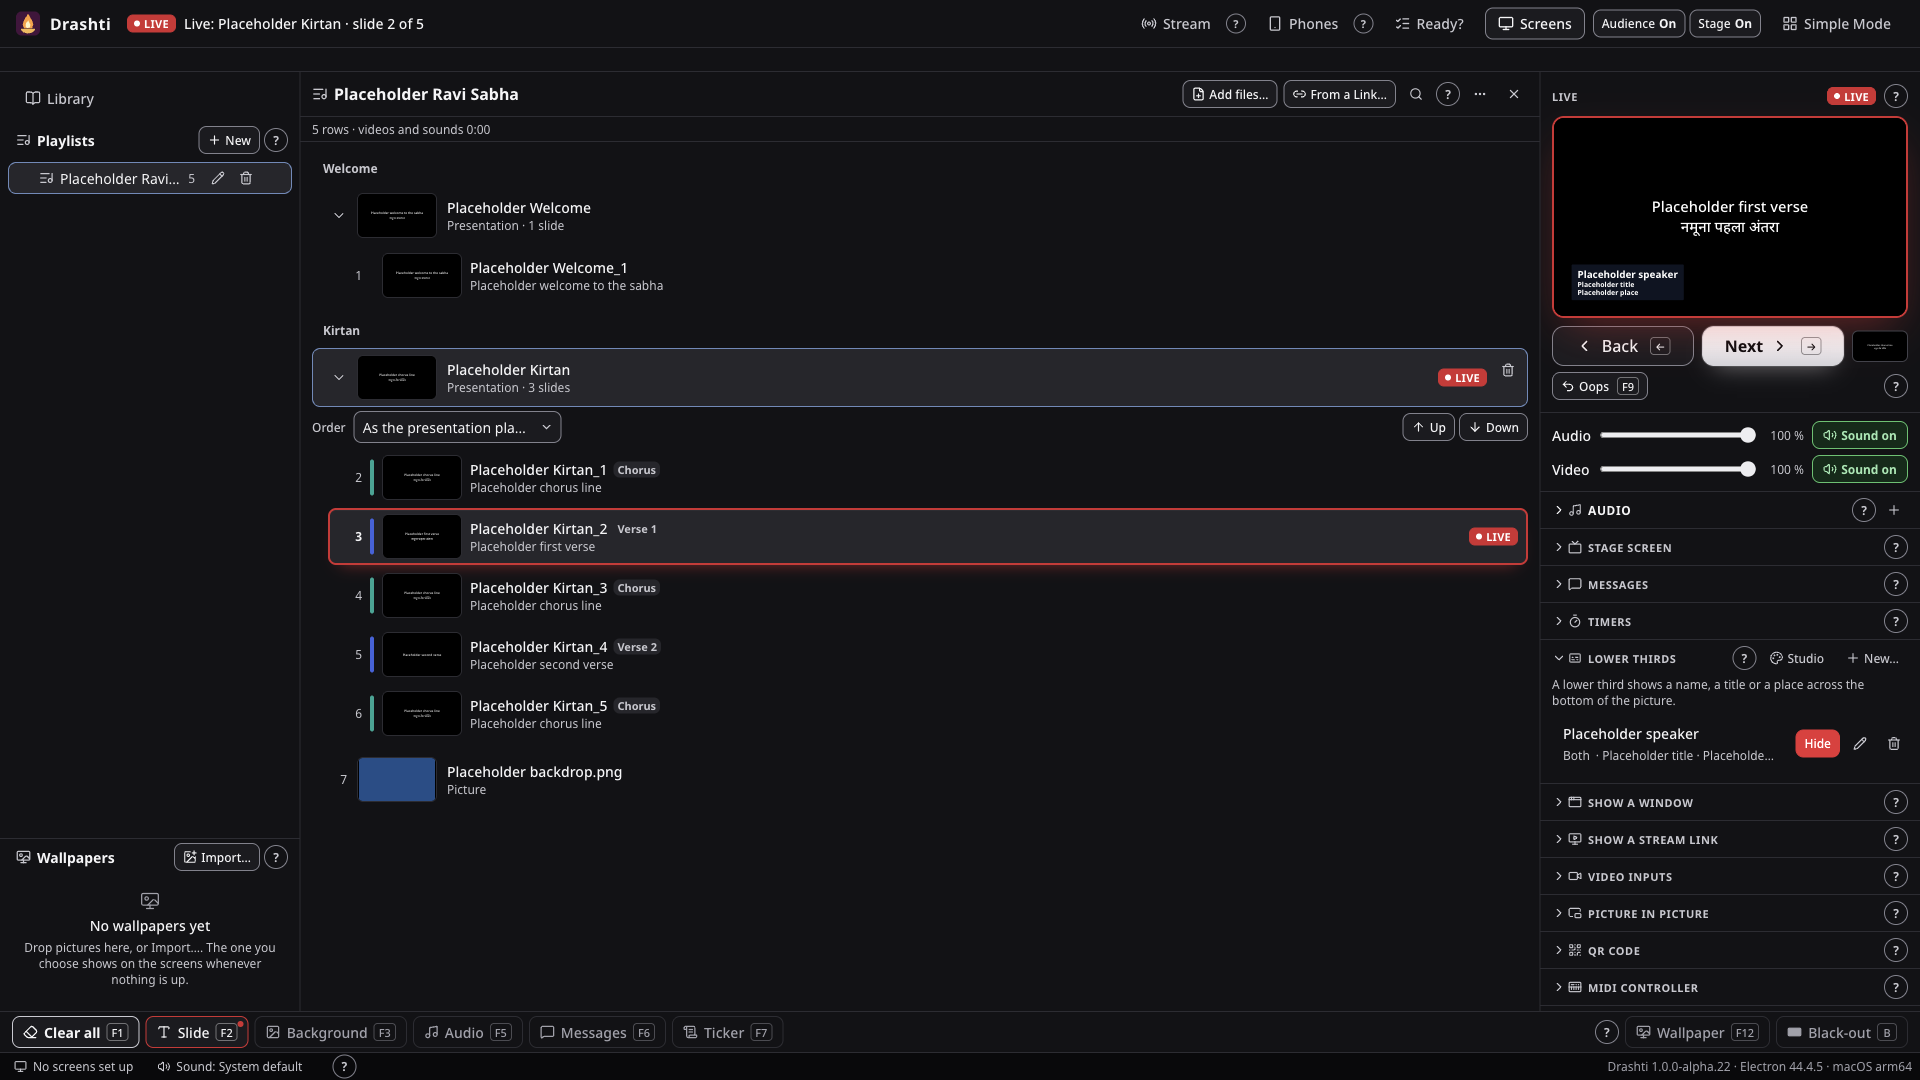 Drashti
LIVE
Live: Placeholder Kirtan · slide 2 of 5
Stream
?
Phones
?
Ready?
Screens
Audience On
Stage On
Simple Mode
Library
Playlists
New
?
Placeholder Ravi...
5
Placeholder Ravi Sabha
Add files...
From a Link...
?
5 rows · videos and sounds 0:00
Welcome
Placeholder Welcome
Presentation · 1 slide
1
Placeholder Welcome_1
Placeholder welcome to the sabha
Kirtan
Placeholder Kirtan
Presentation · 3 slides
LIVE
Order
As the presentation pla...
Up
Down
2
Placeholder Kirtan_1 Chorus
Placeholder chorus line
3
Placeholder Kirtan_2 Verse 1
Placeholder first verse
LIVE
4
Placeholder Kirtan_3 Chorus
Placeholder chorus line
5
Placeholder Kirtan_4 Verse 2
Placeholder second verse
6
Placeholder Kirtan_5 Chorus
Placeholder chorus line
7
Placeholder backdrop.png
Picture
Wallpapers
Import...
?
No wallpapers yet
Drop pictures here, or Import.... The one you
choose shows on the screens whenever
nothing is up.
LIVE
LIVE
?
Placeholder first verse
नमूना पहला अंतरा
Placeholder speaker
Placeholder title
Placeholder place
Back
Next
Oops F9
?
Audio
100 %
Sound on
Video
100 %
Sound on
AUDIO
?
STAGE SCREEN
?
MESSAGES
?
TIMERS
?
LOWER THIRDS
?
Studio
New...
A lower third shows a name, a title or a place across the
bottom of the picture.
Placeholder speaker
Both · Placeholder title · Placeholde...
Hide
SHOW A WINDOW
?
SHOW A STREAM LINK
?
VIDEO INPUTS
?
PICTURE IN PICTURE
?
QR CODE
?
MIDI CONTROLLER
?
Clear all F1
Slide F2
Background F3
Audio F5
Messages F6
Ticker F7
?
Wallpaper F12
Black-out B
No screens set up
Sound: System default
?
Drashti 1.0.0-alpha.22 · Electron 44.4.5 · macOS arm64